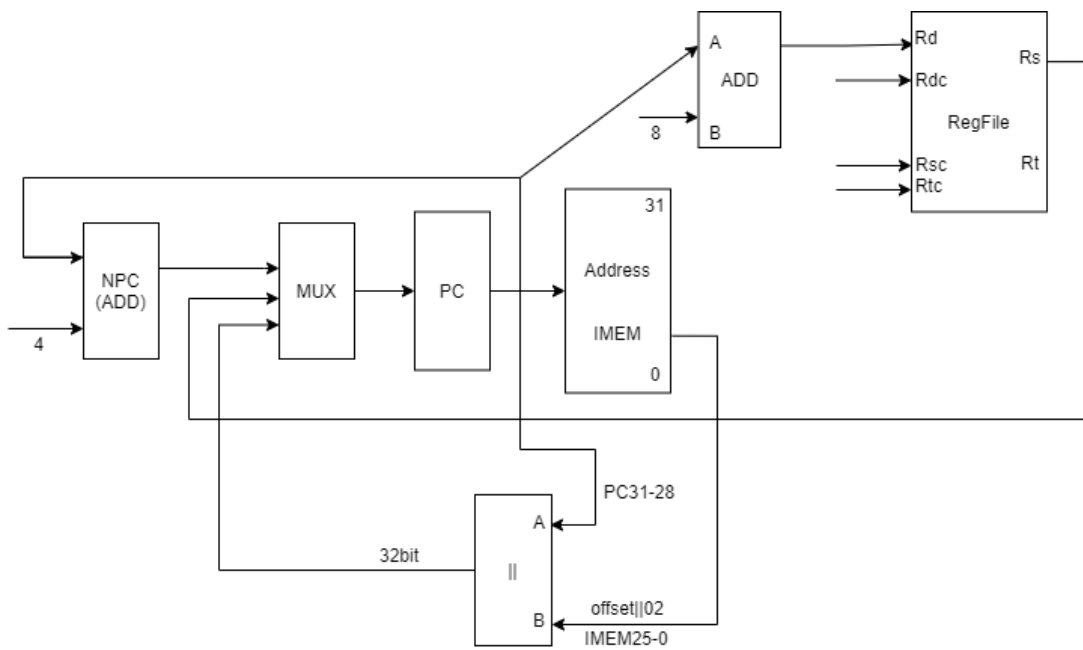 A
ADD
B
8
Rd
Rs
Rdc
RegFile
Rsc
Rt
Rtc
NPC
(ADD)
4
MUX
PC
31
Address
IMEM
0
PC31-28
A
||
B
32bit
offset||02
IMEM25-0